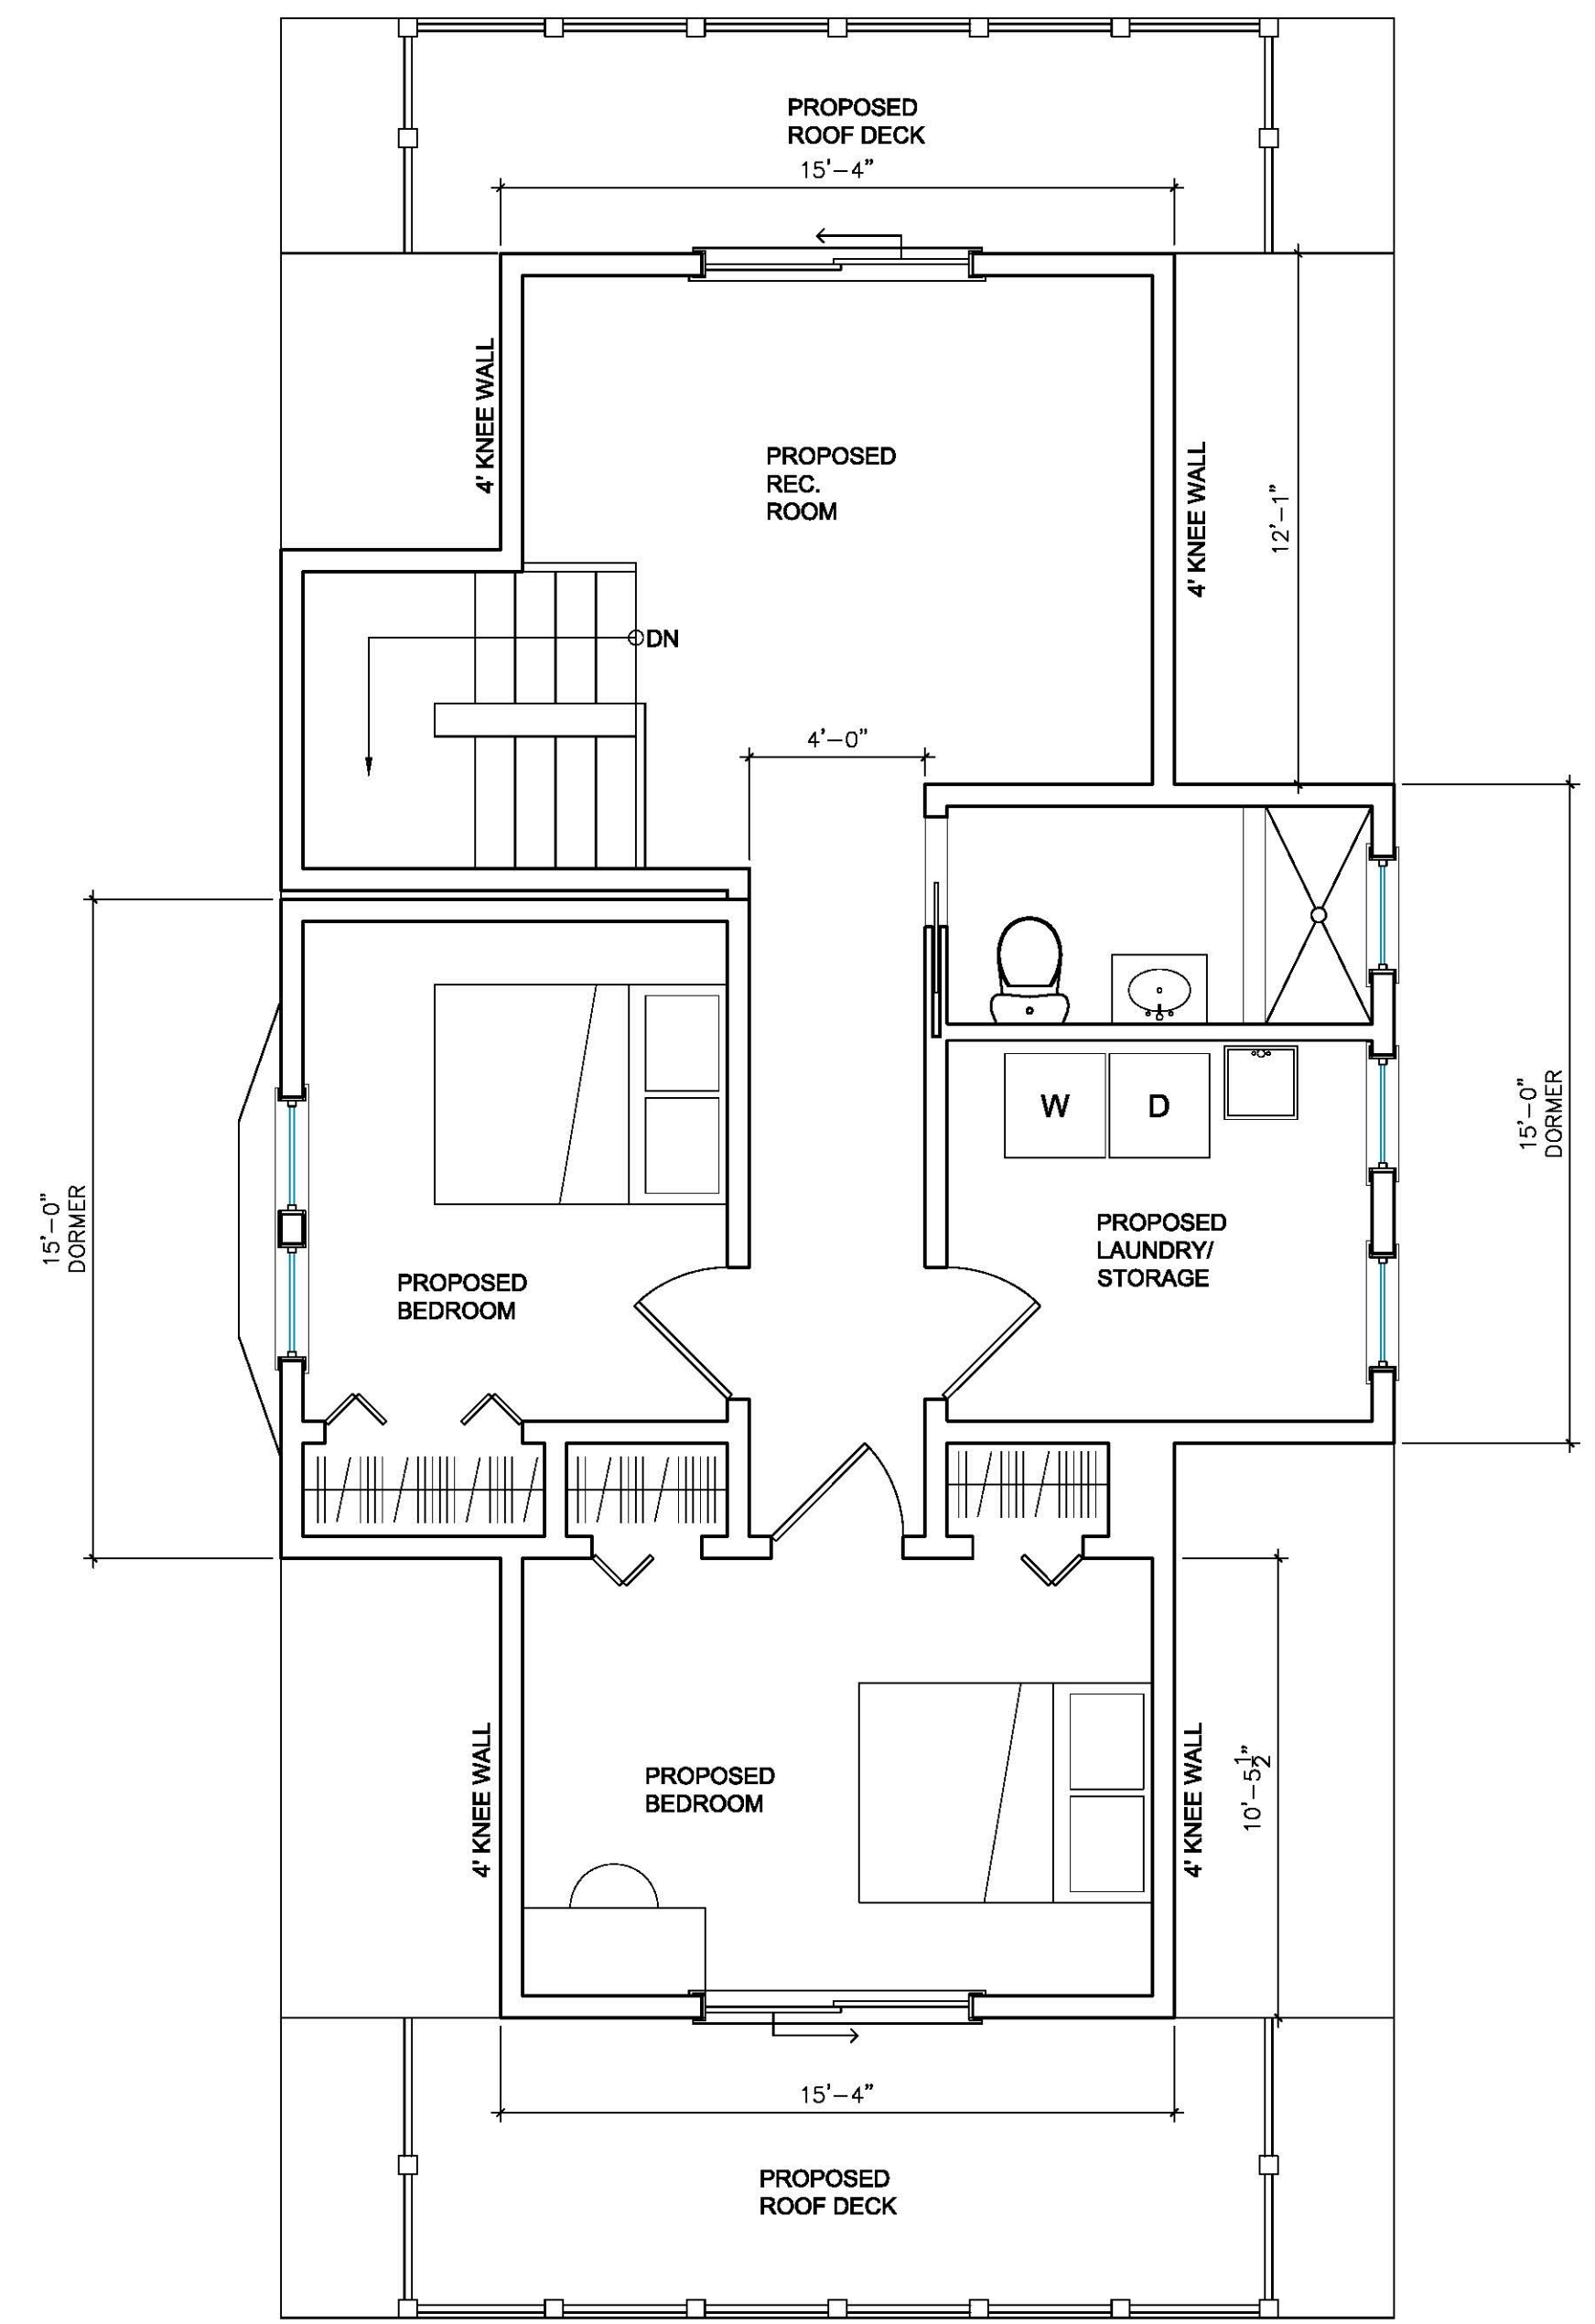 PROPOSED
ROOF DECK
15'-4"
4' KNEE WALL
PROPOSED
REC.
ROOM
4' KNEE WALL
12'-1"
DN
4'-0"
15'-0"
DORMER
W
D
15'-0"
DORMER
PROPOSED
LAUNDRY/
STORAGE
PROPOSED
BEDROOM
4' KNEE WALL
PROPOSED
BEDROOM
4' KNEE WALL
10'-5 1/2"
15'-4"
PROPOSED
ROOF DECK